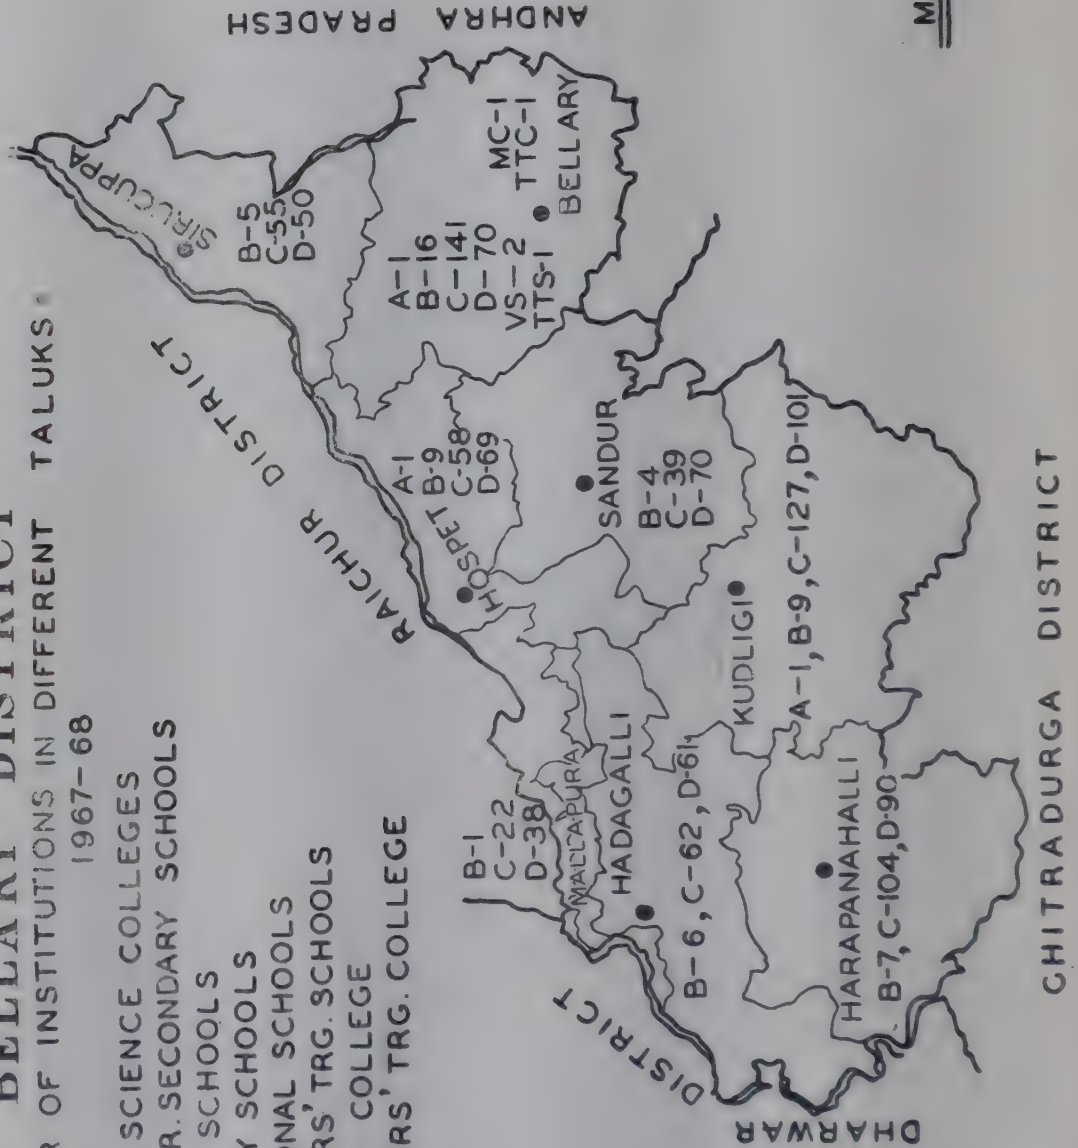 BELLARY DISTRICT
OF INSTITUTIONS IN DIFFERENT TALUKS.
1967-68
SCIENCE COLLEGES
R. SECONDARY SCHOOLS
SCHOOLS
SCHOOLS
SCHOOLS
TRG. SCHOOLS
COLLEGE
TRG. COLLEGE
ANDHRA PRADESH
RAICHUR DISTRICT
DHARWAR DISTRICT
CHITRADURGA DISTRICT
SIRUGUPPA
B-5
C-55
D-50
A-1
B-16
C-141
D-70
VS-2
TTS-1
MC-1
TTC-1
BELLARY
HOSPET
A-1
B-9
C-58
D-69
SANDUR
B-4
C-39
D-70
KUDLIGI
A-1, B-9, C-127, D-101
B-1
C-22
D-38
MALLAPURA
HADAGALLI
B-6, C-62, D-61
HARAPANAHALLI
B-7, C-104, D-90
M